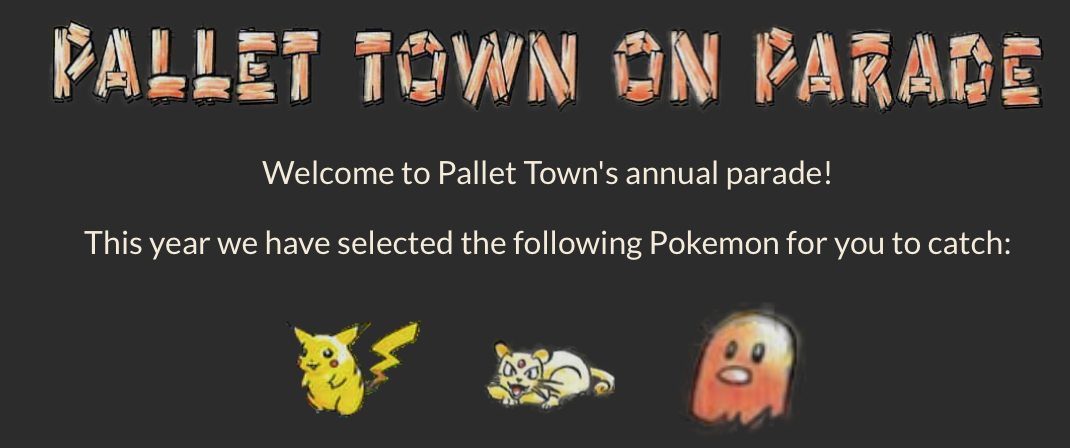 PALLET TOWN ON PARADE
Welcome to Pallet Town's annual parade!
This year we have selected the following Pokemon for you to catch: